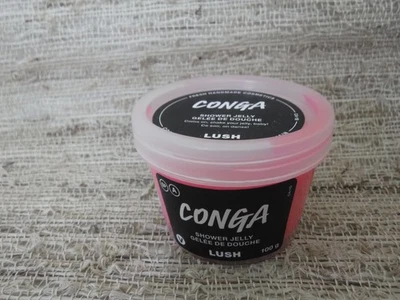 FRESH HANDMADE COSMETICS
CONGA
SHOWER JELLY
GELÉE DE DOUCHE
LUSH
CONGA
SHOWER JELLY
GELÉE DE DOUCHE
LUSH
100 g